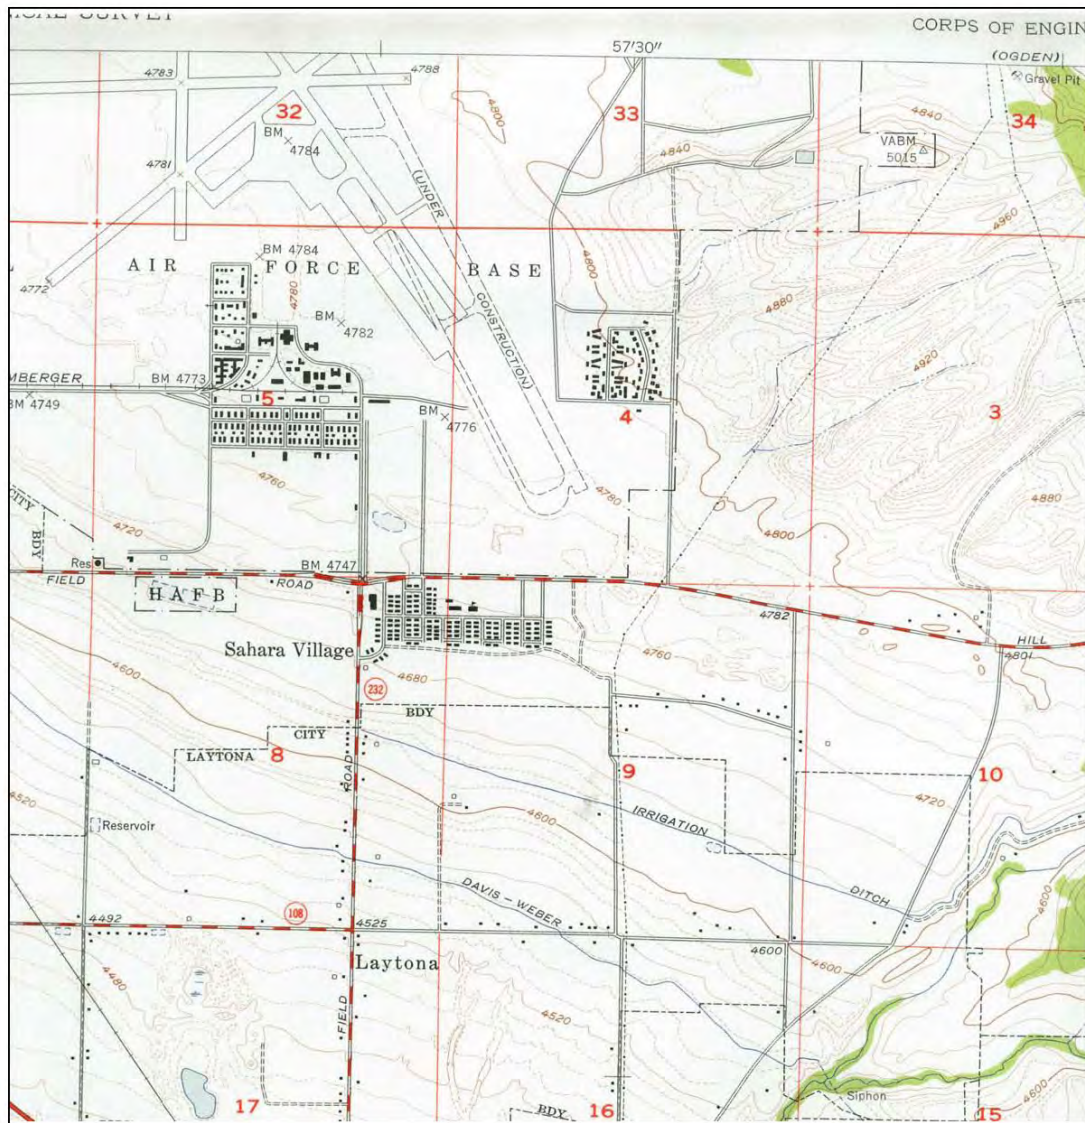 CORPS OF ENGIN
57'30"
(OGDEN)
4783
4788
Gravel Pit
32
33
34
4800
4840
4840
BM
4784
VABM
5015
4781
(UNDER
4960
BM 4784
4800
AIR FORCE BASE
4772
4780
4880
CONSTRUCTION)
BM
4782
4920
BM 4773
BM 4749
5
BM
4776
4
3
4760
4780
4880
CITY
BDY
4720
4800
Res
BM 4747
FIELD
ROAD
HAFB
4782
HILL
4801
Sahara Village
4760
4600
4680
232
BDY
CITY
LAYTONA
8
ROAD
9
10
4520
4720
4600
IRRIGATION
Reservoir
DAVIS - WEBER
DITCH
4600
4492
108
4525
4600
4600
Laytona
4480
FIELD
4520
Siphon
4600
17
16
BDY
15